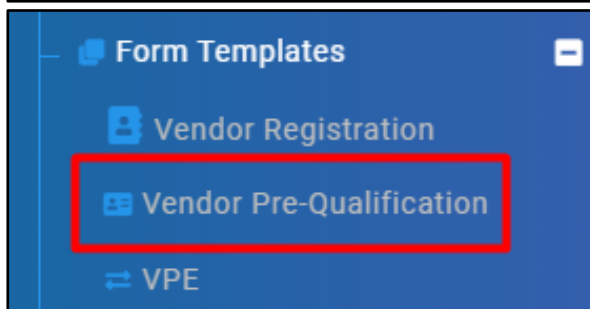 Form Templates
Vendor Registration
Vendor Pre-Qualification
VPE